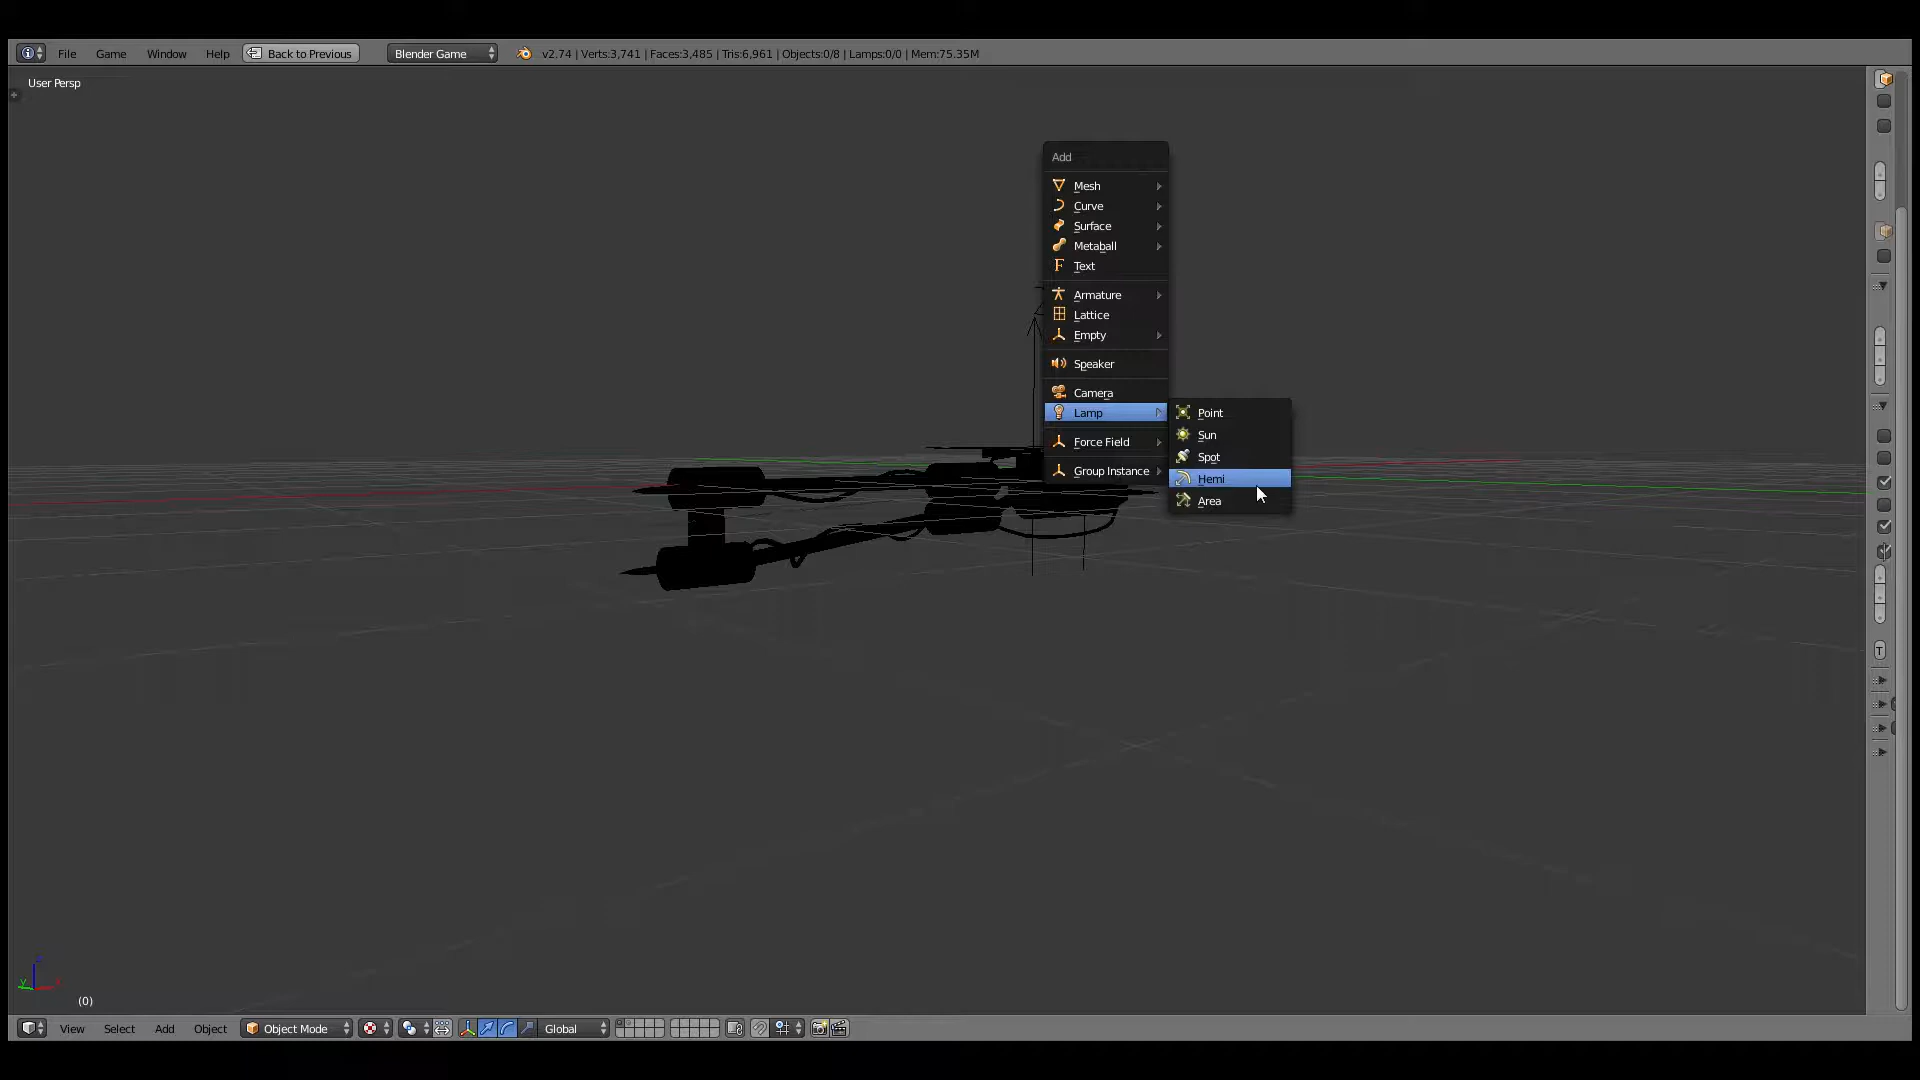 File Game Window Help Back to Previous Blender Game v2.74 | Verts:3,741 | Faces:3,485 | Tris:6,961 | Objects:0/8 | Lamps:0/0 | Mem:75.35M
User Persp
Add
Mesh
Curve
Surface
Metaball
Text
Armature
Lattice
Empty
Speaker
Camera
Lamp
Force Field
Group Instance
Point
Sun
Spot
Hemi
Area
T
z
y x
(0)
View Select Add Object Object Mode Global